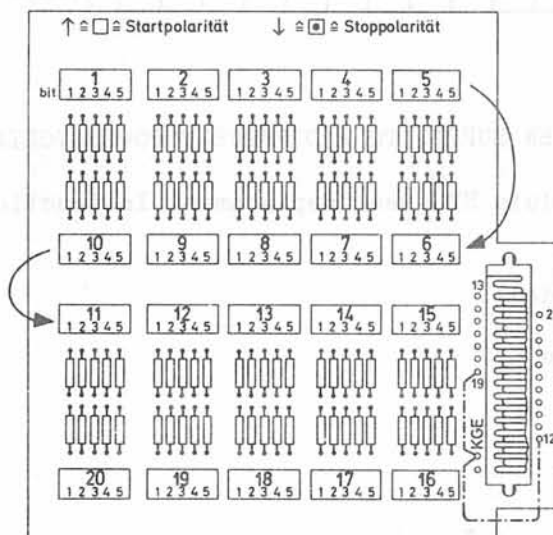 ↑ ≙ □ ≙ Startpolarität ↓ ≙ ⊡ ≙ Stoppolarität
1 2 3 4 5
bit 1 2 3 4 5 1 2 3 4 5 1 2 3 4 5 1 2 3 4 5 1 2 3 4 5
10 9 8 7 6
1 2 3 4 5 1 2 3 4 5 1 2 3 4 5 1 2 3 4 5 1 2 3 4 5
13
11 12 13 14 15 2
1 2 3 4 5 1 2 3 4 5 1 2 3 4 5 1 2 3 4 5 1 2 3 4 5
19
KGE 12
20 19 18 17 16
1 2 3 4 5 1 2 3 4 5 1 2 3 4 5 1 2 3 4 5 1 2 3 4 5